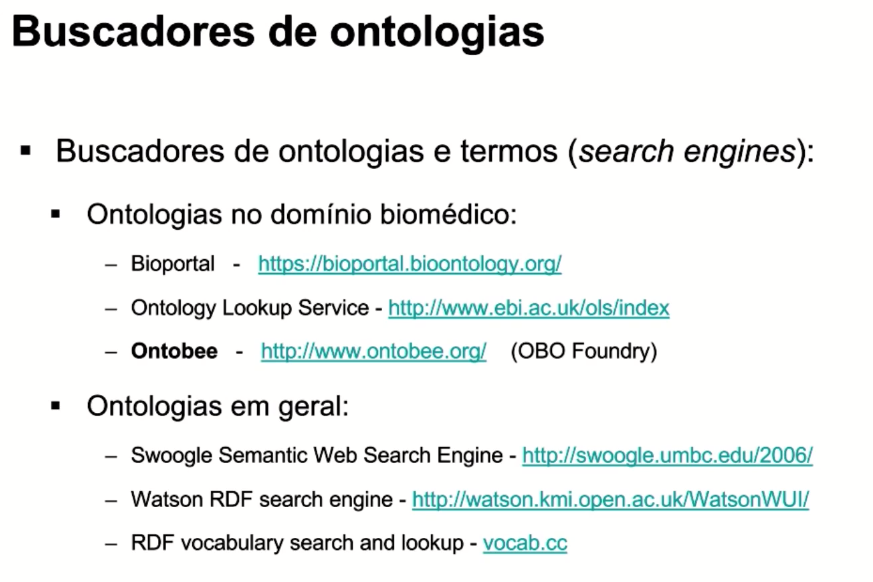 Buscadores de ontologias
▪ Buscadores de ontologias e termos (search engines):
▪ Ontologias no domínio biomédico:
– Bioportal - https://bioportal.bioontology.org/
– Ontology Lookup Service - http://www.ebi.ac.uk/ols/index
– Ontobee - http://www.ontobee.org/ (OBO Foundry)
▪ Ontologias em geral:
– Swoogle Semantic Web Search Engine - http://swoogle.umbc.edu/2006/
– Watson RDF search engine - http://watson.kmi.open.ac.uk/WatsonWUI/
– RDF vocabulary search and lookup - vocab.cc